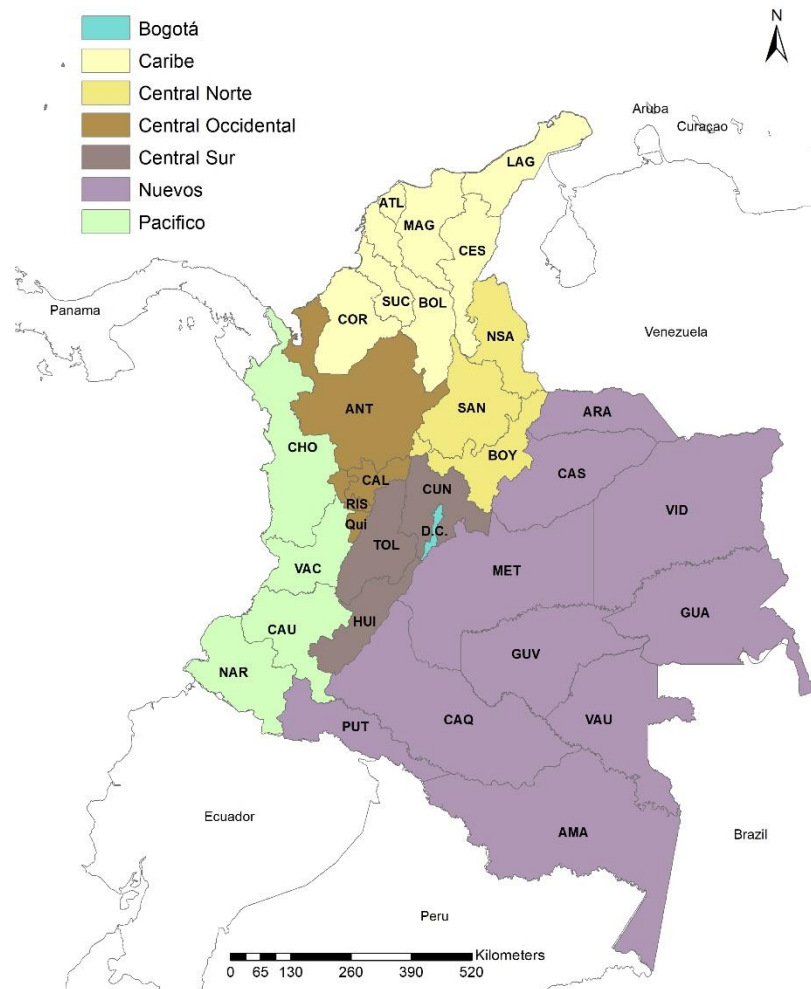 Bogotá
Caribe
Central Norte
Central Occidental
Central Sur
Nuevos
Pacifico
N
Aruba
Curaçao
LAG
ATL
MAG
CES
SUC
BOL
COR
Panama
NSA
Venezuela
ANT
SAN
ARA
CHO
BOY
CAS
CAL
CUN
RIS
Qui
VID
D.C.
TOL
VAC
MET
GUA
HUI
CAU
GUV
NAR
CAQ
VAU
PUT
Ecuador
AMA
Brazil
Peru
Kilometers
0 65 130 260 390 520